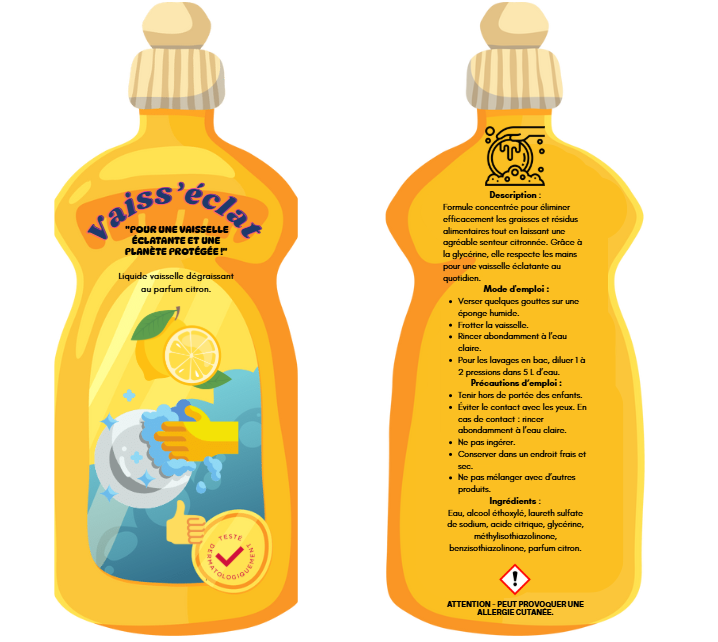 Vaiss'éclat
"POUR UNE VAISSELLE
ÉCLATANTE ET UNE
PLANÈTE PROTÉGÉE !"
Liquide vaisselle dégraissant
au parfum citron.
TESTE DERMATOLOGIQUEMENT
Description :
Formule concentrée pour éliminer
efficacement les graisses et résidus
alimentaires tout en laissant une
agréable senteur citronnée. Grâce à
la glycérine, elle respecte les mains
pour une vaisselle éclatante au
quotidien.
Mode d'emploi :
• Verser quelques gouttes sur une
éponge humide.
• Frotter la vaisselle.
• Rincer abondamment à l'eau
claire.
• Pour les lavages en bac, diluer 1 à
2 pressions dans 5 L d'eau.
Précautions d'emploi :
• Tenir hors de portée des enfants.
• Éviter le contact avec les yeux. En
cas de contact : rincer
abondamment à l'eau claire.
• Ne pas ingérer.
• Conserver dans un endroit frais et
sec.
• Ne pas mélanger avec d'autres
produits.
Ingrédients :
Eau, alcool éthoxylé, laureth sulfate
de sodium, acide citrique, glycérine,
méthylisothiazolinone,
benzisothiazolinone, parfum citron.
ATTENTION - PEUT PROVOQUER UNE
ALLERGIE CUTANÉE.